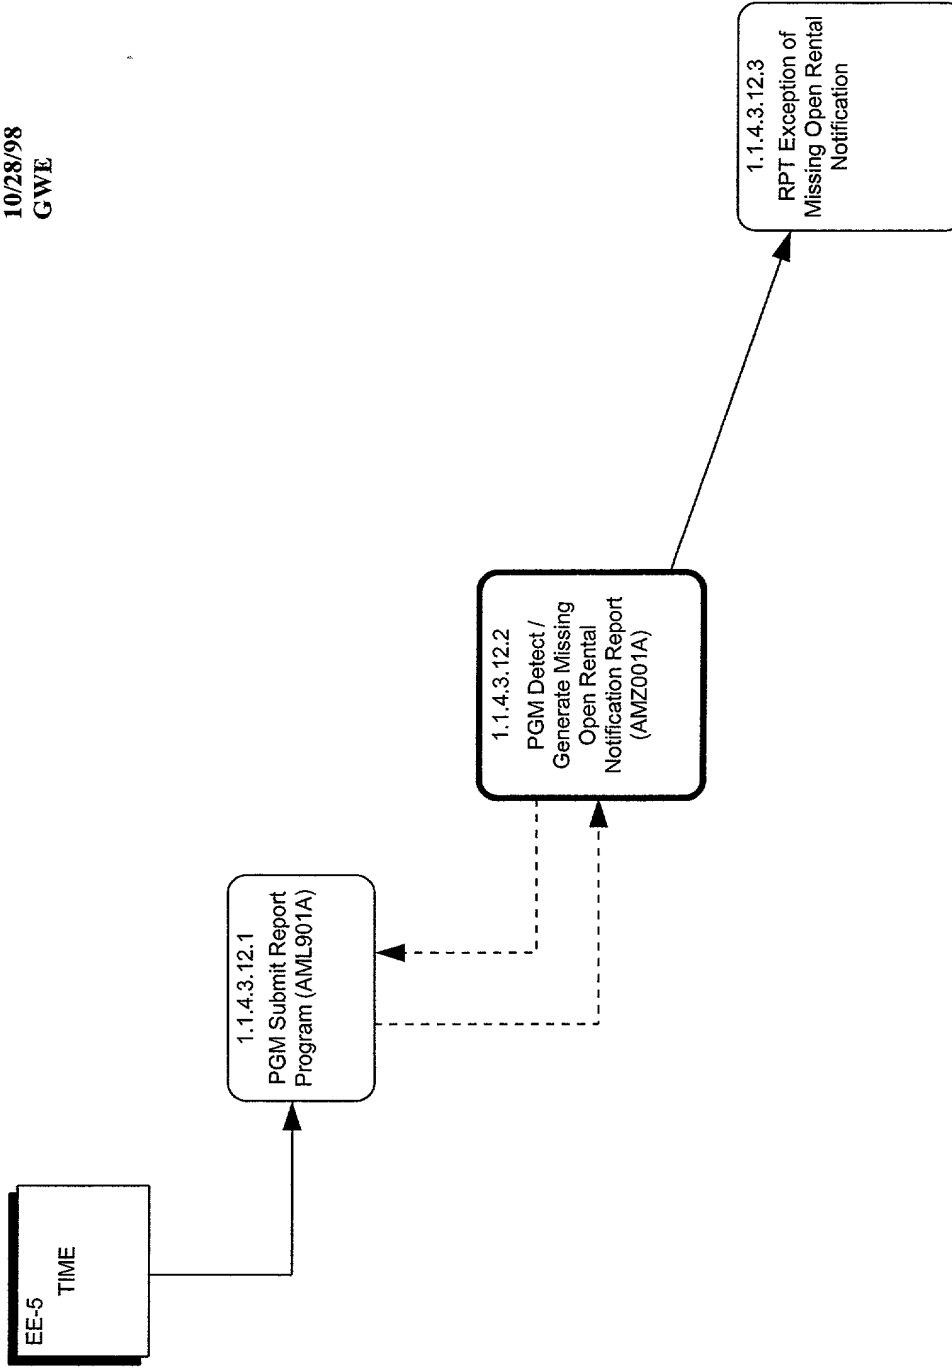 10/28/98
GWE
EE-5
TIME
1.1.4.3.12.1
PGM Submit Report
Program (AML901A)
1.1.4.3.12.2
PGM Detect /
Generate Missing
Open Rental
Notification Report
(AMZ001A)
1.1.4.3.12.3
RPT Exception of
Missing Open Rental
Notification